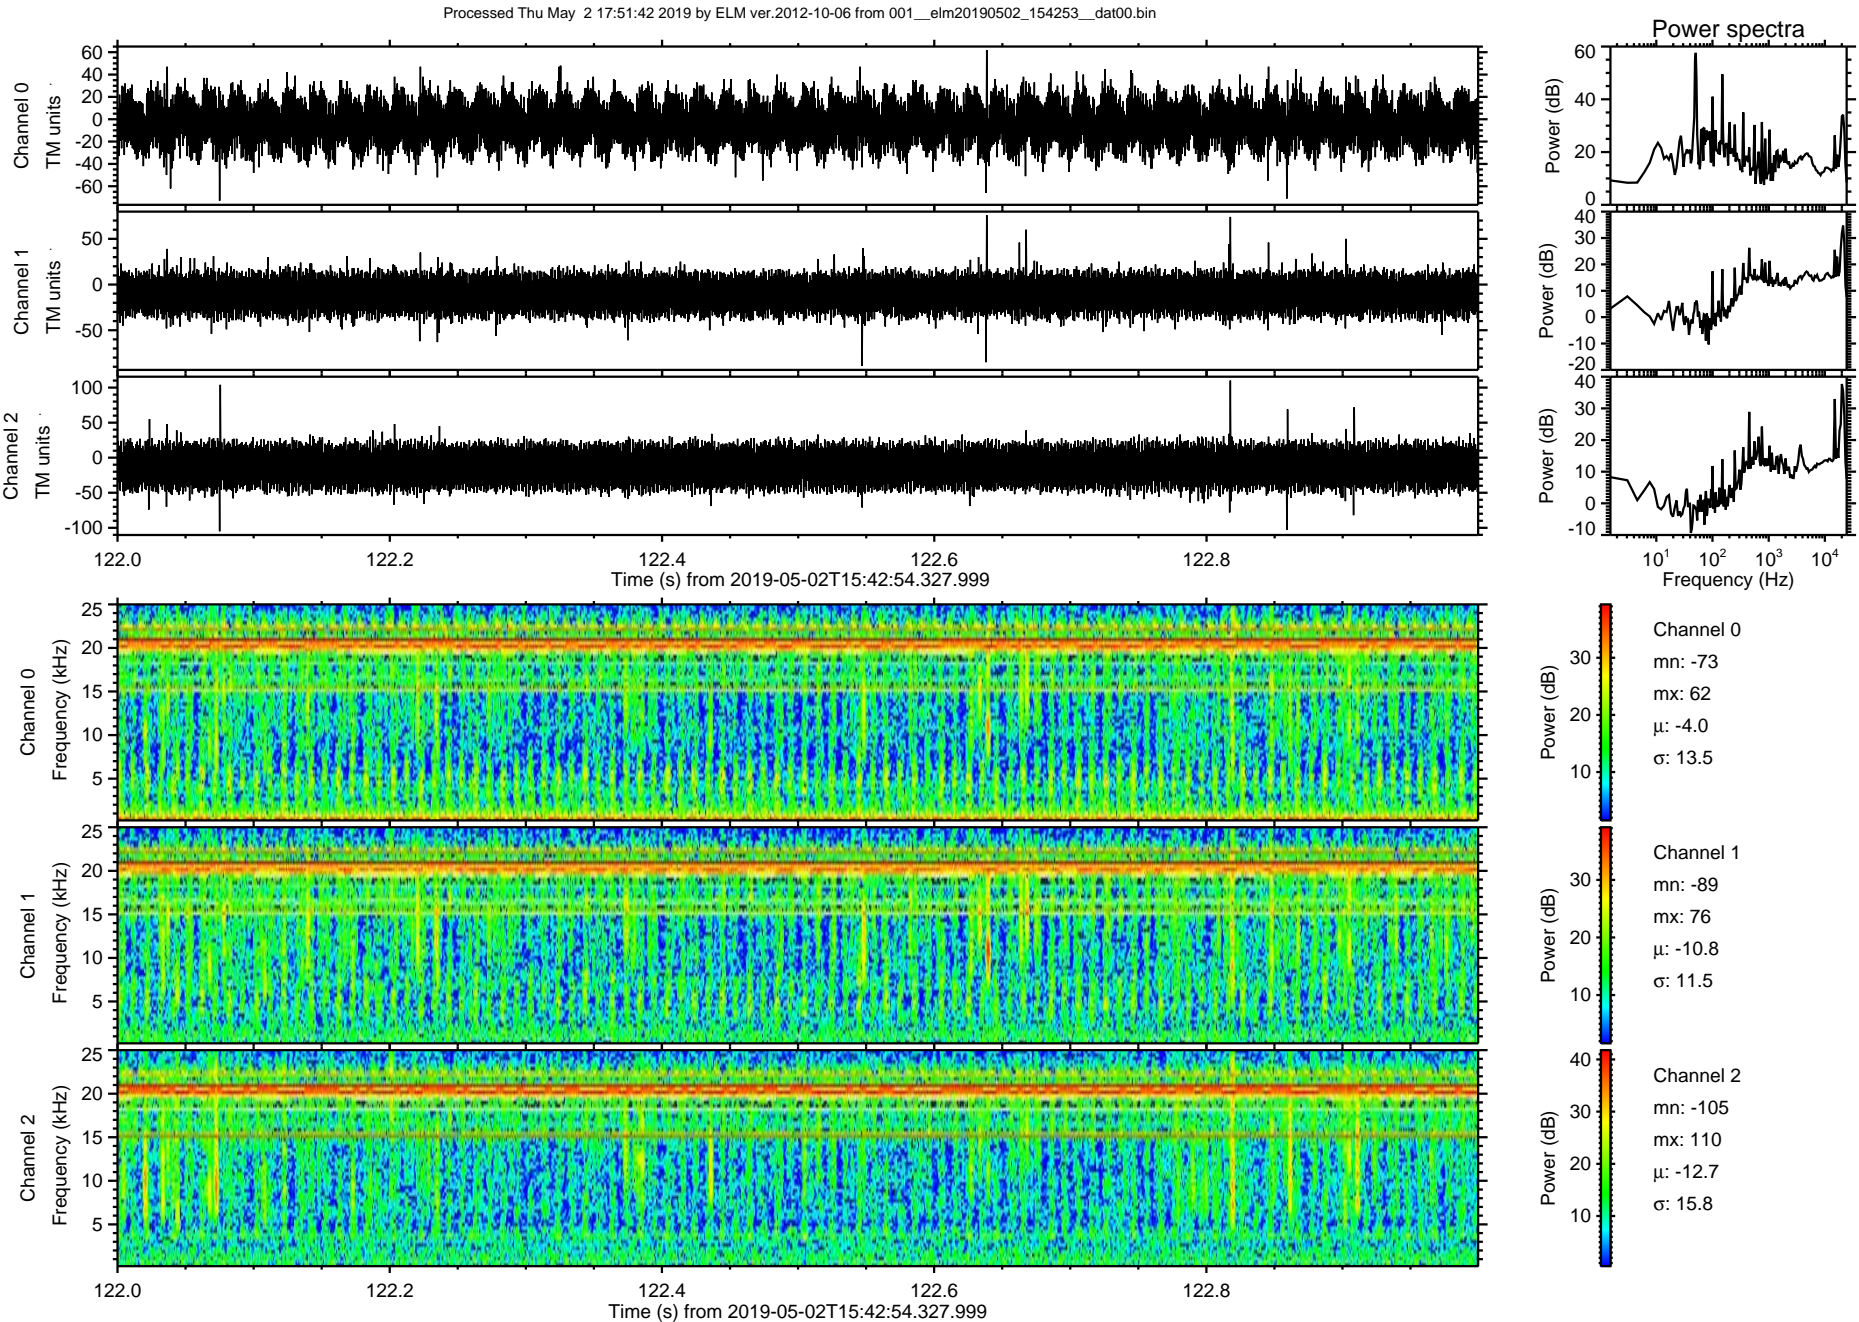 Processed Thu May 2 17:51:42 2019 by ELM ver.2012-10-06 from 001__elm20190502_154253__dat00.bin
Power spectra
Channel 0
TM units
60
40
20
0
-20
-40
-60
Power (dB)
60
40
20
0
Channel 1
TM units
50
0
-50
Power (dB)
40
30
20
10
0
-10
-20
Channel 2
TM units
100
50
0
-50
-100
Power (dB)
40
30
20
10
0
-10
122.0 122.2 122.4 122.6 122.8
Time (s) from 2019-05-02T15:42:54.327.999
10^1 10^2 10^3 10^4
Frequency (Hz)
Channel 0
Frequency (kHz)
25
20
15
10
5
Power (dB)
30
20
10
Channel 0
mn: -73
mx: 62
μ: -4.0
σ: 13.5
Channel 1
Frequency (kHz)
25
20
15
10
5
Power (dB)
30
20
10
Channel 1
mn: -89
mx: 76
μ: -10.8
σ: 11.5
Channel 2
Frequency (kHz)
25
20
15
10
5
Power (dB)
40
30
20
10
Channel 2
mn: -105
mx: 110
μ: -12.7
σ: 15.8
122.0 122.2 122.4 122.6 122.8
Time (s) from 2019-05-02T15:42:54.327.999